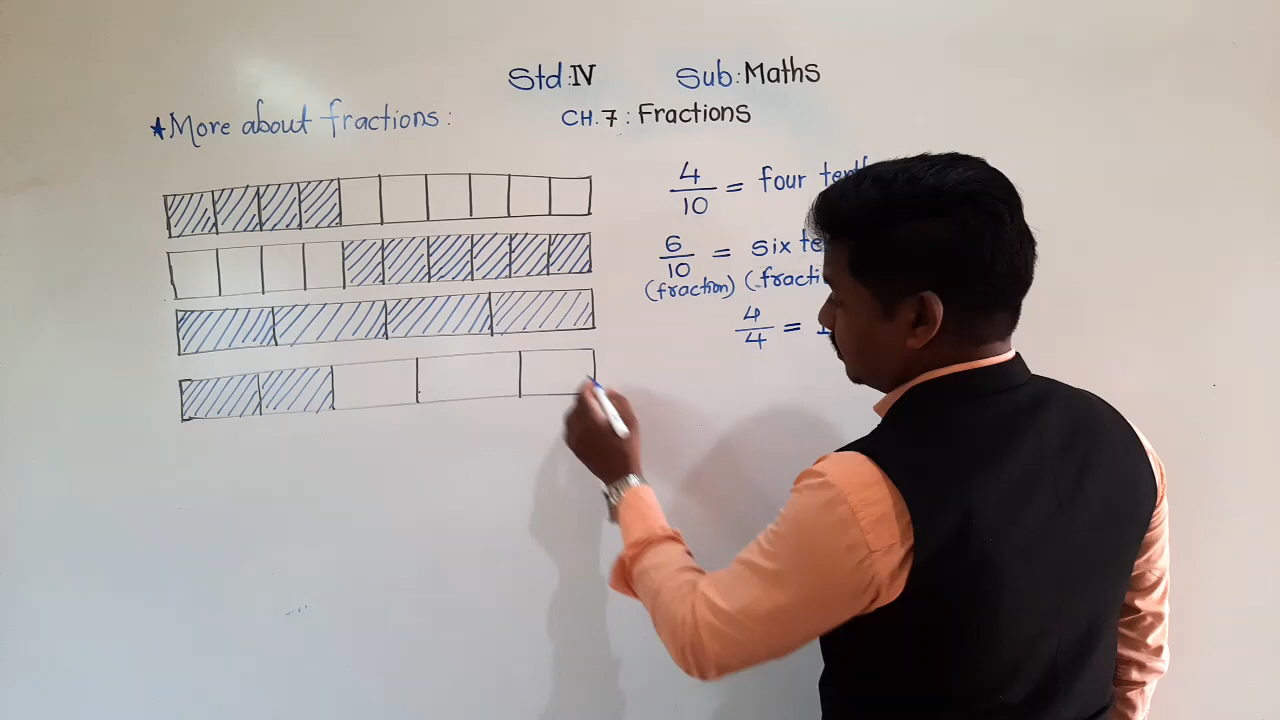 Std:IV Sub:Maths
★More about fractions: CH.7: Fractions
4/10 = four
6/10 = six
(fraction)
4/4 =